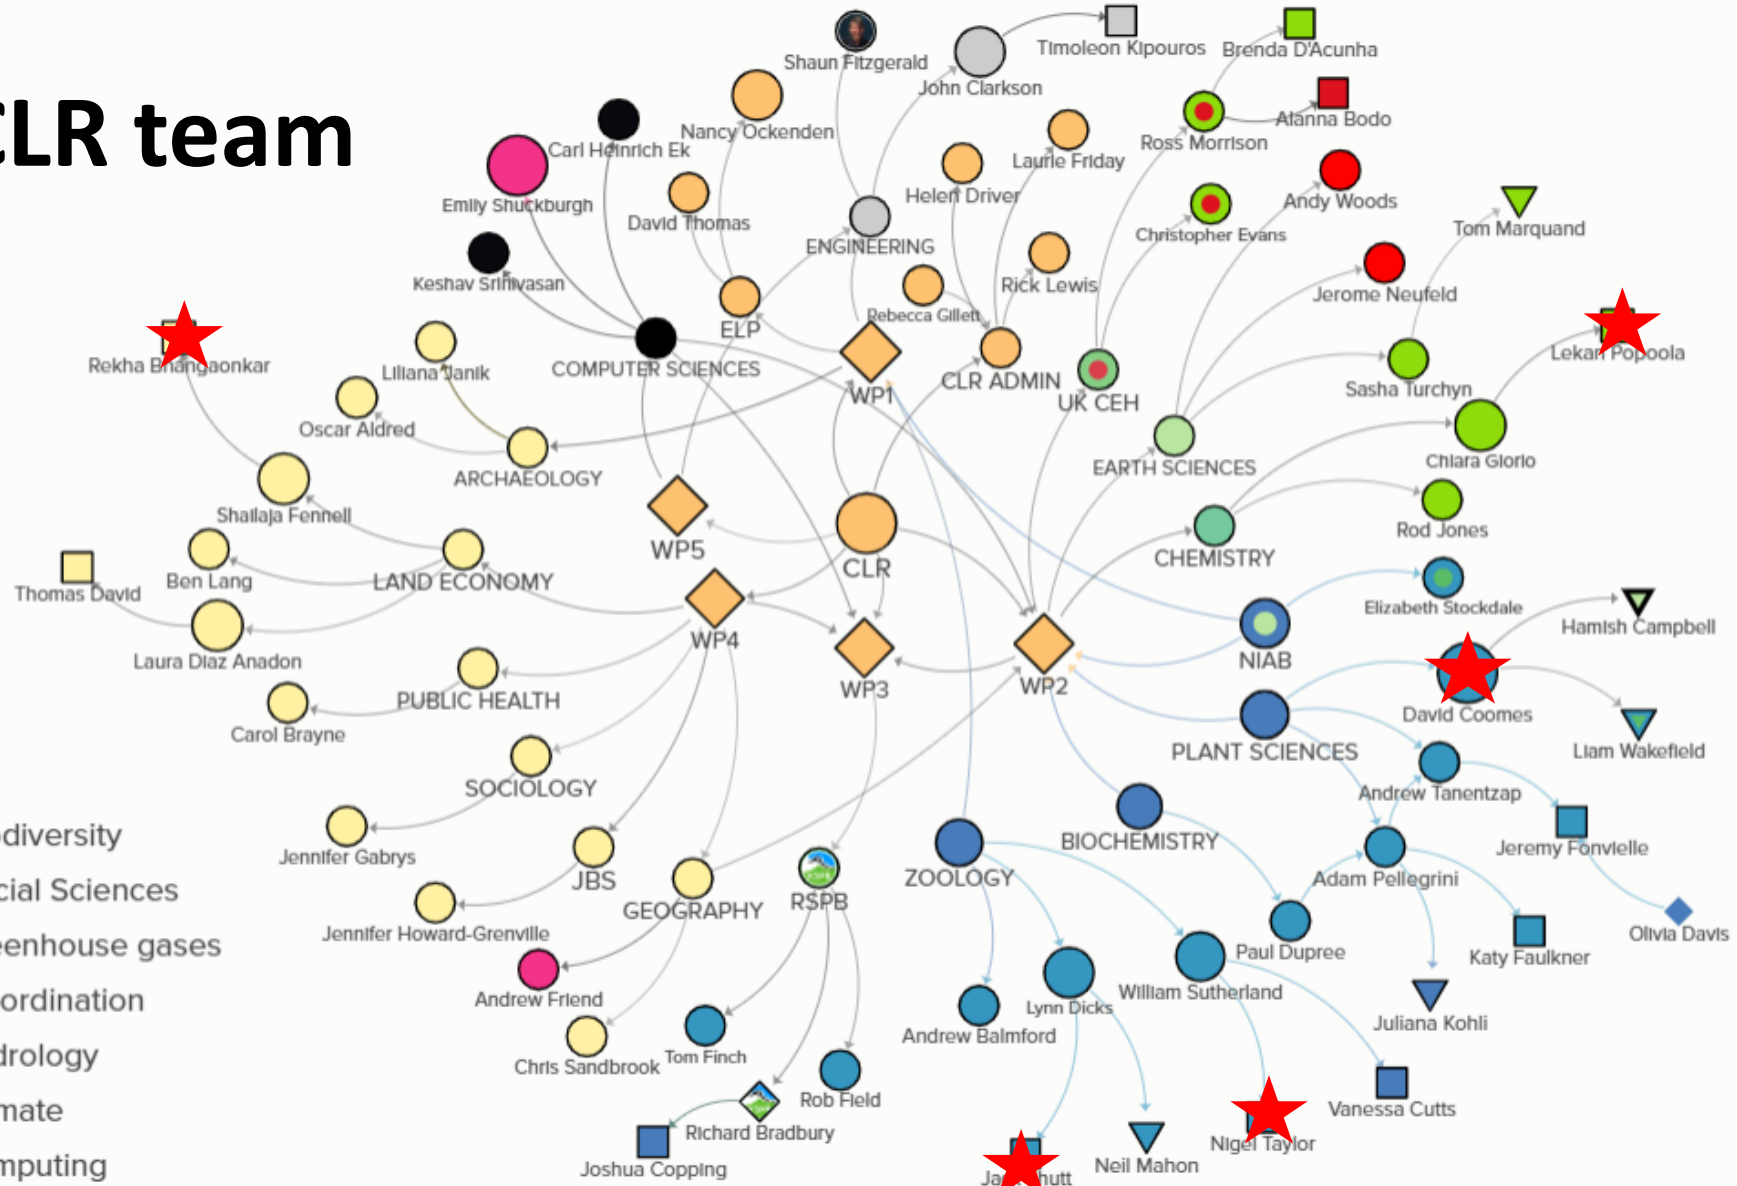 CLR team
Shaun Fitzgerald
Timoleon Kipouros
Brenda D'Acunha
John Clarkson
Nancy Ockenden
Alanna Bodo
Carl Heinrich Ek
Ross Morrison
Laurie Friday
Helen Driver
Andy Woods
Emily Shuckburgh
David Thomas
Tom Marquand
Christopher Evans
ENGINEERING
Keshav Srinivasan
Rick Lewis
Jerome Neufeld
Rebecca Gillett
ELP
Rekha Bhangaonkar
Liliana Janik
COMPUTER SCIENCES
WP1
CLR ADMIN
UK CEH
Sasha Turchyn
Lekan Popoola
Oscar Aldred
ARCHAEOLOGY
EARTH SCIENCES
Chiara Giorio
Shailaja Fennell
Rod Jones
WP5
CLR
CHEMISTRY
Thomas David
Ben Lang
LAND ECONOMY
Elizabeth Stockdale
Hamish Campbell
WP4
Laura Diaz Anadon
NIAB
WP3
WP2
PUBLIC HEALTH
David Coomes
Carol Brayne
PLANT SCIENCES
Liam Wakefield
SOCIOLOGY
Andrew Tanentzap
odiversity
BIOCHEMISTRY
Jennifer Gabrys
Jeremy Fonvielle
JBS
ZOOLOGY
Adam Pellegrini
cial Sciences
GEOGRAPHY
RSPB
Jennifer Howard-Grenville
Olivia Davis
eenhouse gases
Paul Dupree
Katy Faulkner
Andrew Friend
William Sutherland
ordination
Lynn Dicks
Juliana Kohli
Andrew Balmford
drology
Chris Sandbrook
Tom Finch
Rob Field
mate
Vanessa Cutts
Richard Bradbury
Nigel Taylor
mputing
Joshua Copping
Neil Mahon